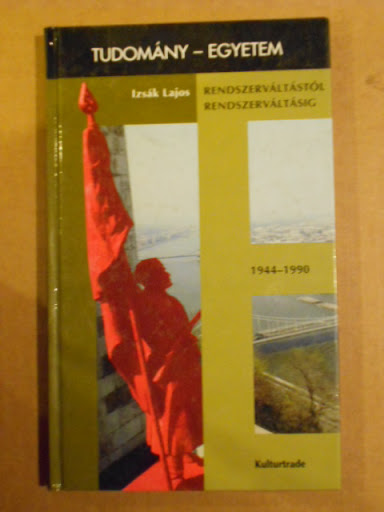 TUDOMÁNY – EGYETEM
Izsák Lajos
RENDSZERVÁLTÁSTÓL
RENDSZERVÁLTÁSIG
1944–1990
Kulturtrade